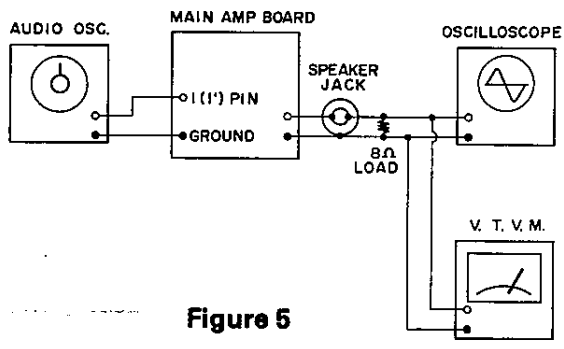 AUDIO OSC.
MAIN AMP BOARD
OSCILLOSCOPE
SPEAKER
JACK
1(1') PIN
GROUND
8Ω
LOAD
V. T. V. M.
Figure 5